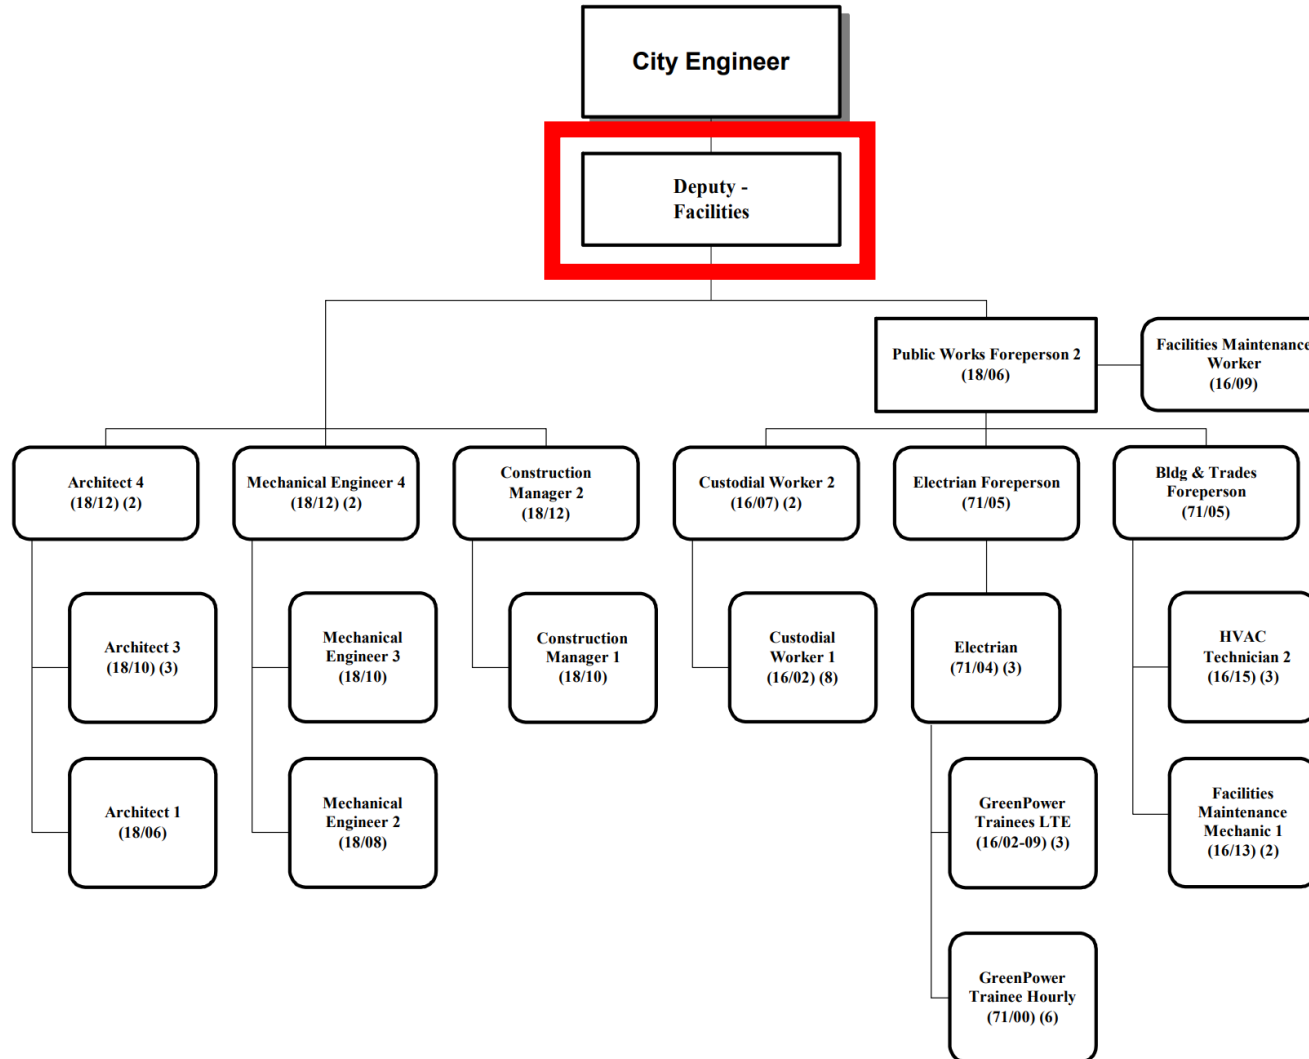 City Engineer
Deputy -
Facilities
Public Works Foreperson 2
(18/06)
Facilities Maintenance
Worker
(16/09)
Architect 4
(18/12) (2)
Mechanical Engineer 4
(18/12) (2)
Construction
Manager 2
(18/12)
Custodial Worker 2
(16/07) (2)
Electrian Foreperson
(71/05)
Bldg & Trades
Foreperson
(71/05)
Architect 3
(18/10) (3)
Mechanical
Engineer 3
(18/10)
Construction
Manager 1
(18/10)
Custodial
Worker 1
(16/02) (8)
Electrian
(71/04) (3)
HVAC
Technician 2
(16/15) (3)
Architect 1
(18/06)
Mechanical
Engineer 2
(18/08)
GreenPower
Trainees LTE
(16/02-09) (3)
Facilities
Maintenance
Mechanic 1
(16/13) (2)
GreenPower
Trainee Hourly
(71/00) (6)